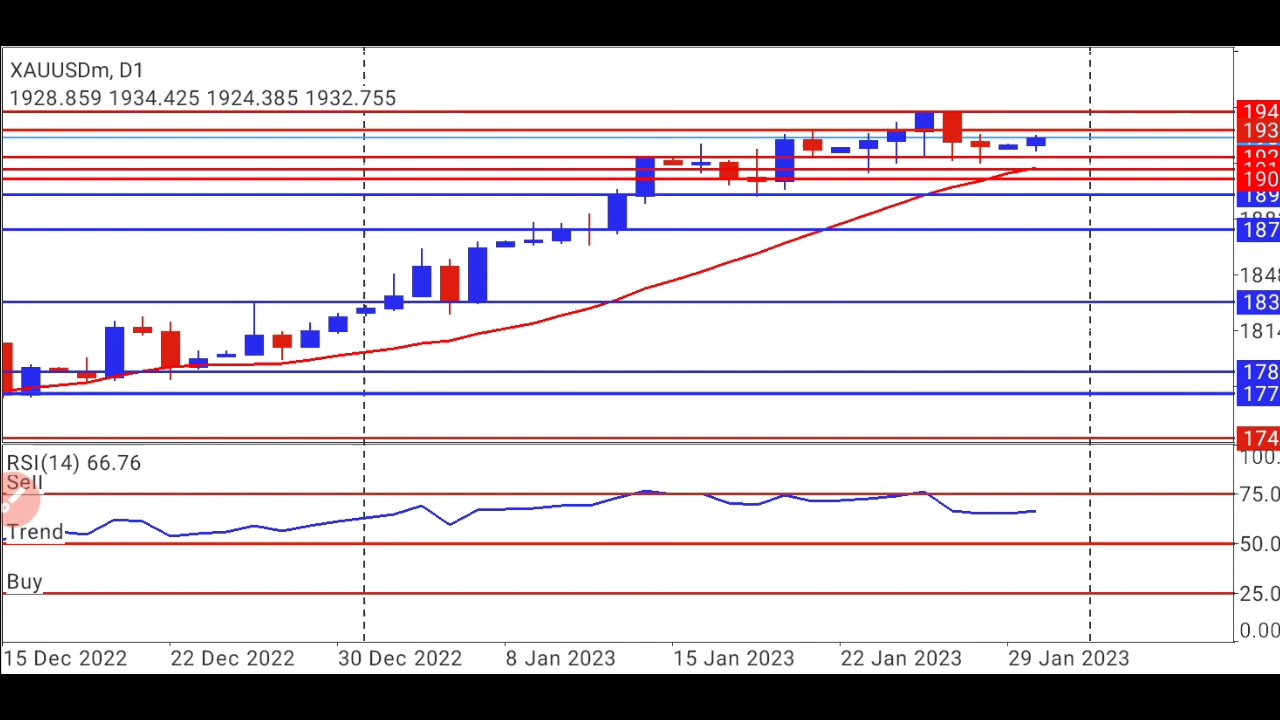 XAUUSDm, D1
1928.859 1934.425 1924.385 1932.755
194
193
190
189
187
1848
183
1814
178
177
174
RSI(14) 66.76
100.
Sell
75.0
Trend
50.0
Buy
25.0
0.00
15 Dec 2022 22 Dec 2022 30 Dec 2022 8 Jan 2023 15 Jan 2023 22 Jan 2023 29 Jan 2023